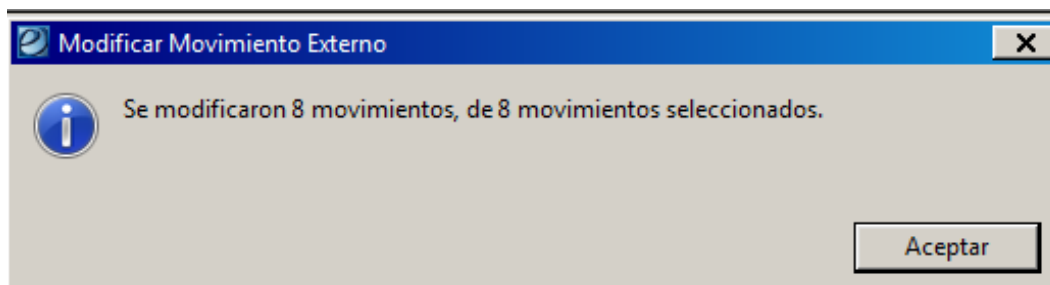 Modificar Movimiento Externo
Se modificaron 8 movimientos, de 8 movimientos seleccionados.
Aceptar